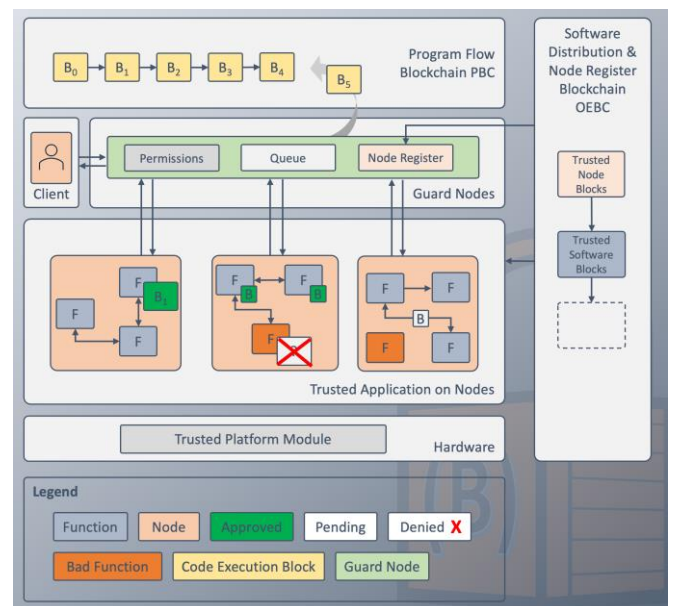 Program Flow
Blockchain PBC
B0
B1
B2
B3
B4
B5
Software
Distribution &
Node Register
Blockchain
OEBC
Client
Permissions
Queue
Node Register
Guard Nodes
Trusted
Node
Blocks
Trusted
Software
Blocks
F
B1
F
F
F
B
F
B
F
F
F
B
F
F
Trusted Application on Nodes
Trusted Platform Module
Hardware
Legend
Function
Node
Approved
Pending
Denied X
Bad Function
Code Execution Block
Guard Node
(B)